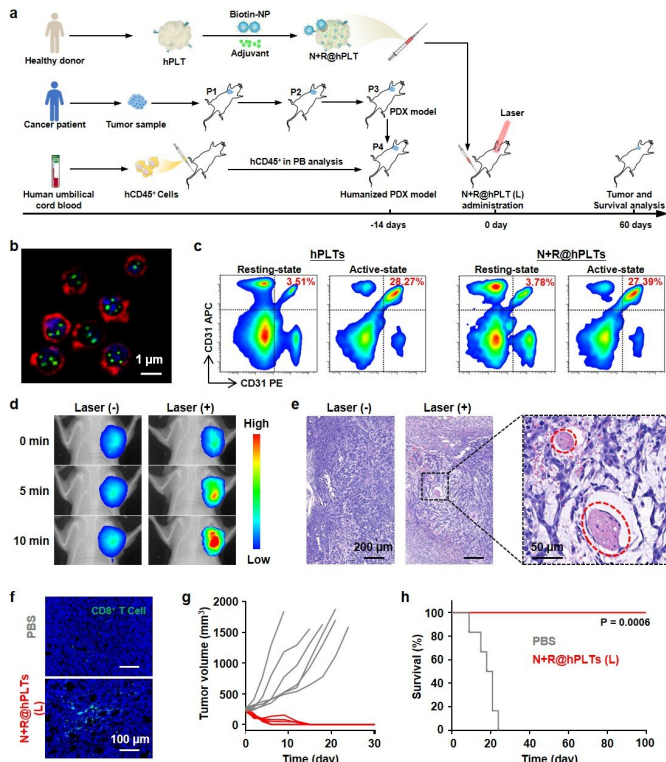 a
Healthy donor
hPLT
Biotin-NP
Adjuvant
N+R@hPLT
Cancer patient
Tumor sample
P1
P2
P3
PDX model
Laser
P4
Human umbilical
cord blood
hCD45⁺ Cells
hCD45⁺ in PB analysis
Humanized PDX model
N+R@hPLT (L)
administration
Tumor and
Survival analysis
-14 days
0 day
60 days
b
1 μm
c
hPLTs
N+R@hPLTs
Resting-state
Active-state
Resting-state
Active-state
3.51%
28.27%
3.78%
27.39%
CD31 APC
CD31 PE
d
Laser (-)
Laser (+)
0 min
5 min
10 min
High
Low
e
Laser (-)
Laser (+)
200 μm
50 μm
f
PBS
CD8⁺ T Cell
N+R@hPLTs
(L)
100 μm
g
Tumor volume (mm³)
2000
1500
1000
500
0
0
10
20
30
Time (day)
h
Survival (%)
100
80
60
40
20
0
P = 0.0006
PBS
N+R@hPLTs (L)
0
20
40
60
80
100
Time (day)